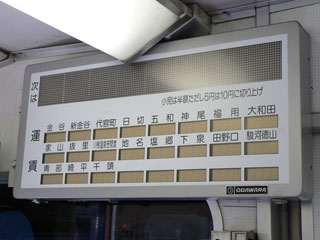 次は
運賃
小児は半額ただし5円は10円に切り上げ
金谷 新金谷 代官町 日切 五和 神尾 福用 大和田
家山 抜里 川根温泉笹間渡 地名 塩郷 下泉 田野口 駿河徳山
青部 崎平 千頭
ODAWARA